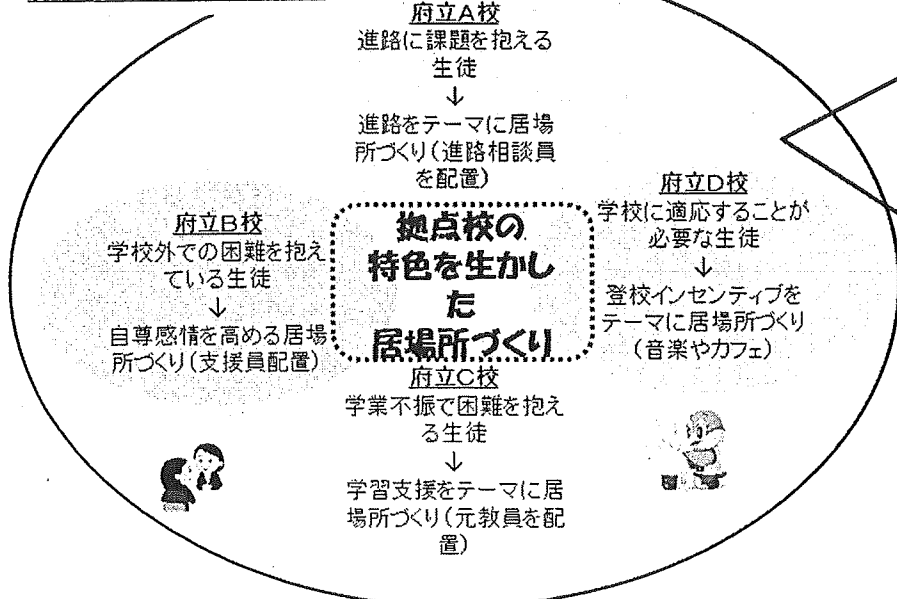 府立A校
進路に課題を抱える
生徒
↓
進路をテーマに居場
所づくり(進路相談員
を配置)
府立B校
学校外での困難を抱え
ている生徒
↓
自尊感情を高める居場
所づくり(支援員配置)
拠点校の
特色を生かし
た
居場所づくり
府立D校
学校に適応することが
必要な生徒
↓
登校インセンティブを
テーマに居場所づくり
(音楽やカフェ)
府立C校
学業不振で困難を抱え
る生徒
↓
学習支援をテーマに居
場所づくり(元教員を配
置)